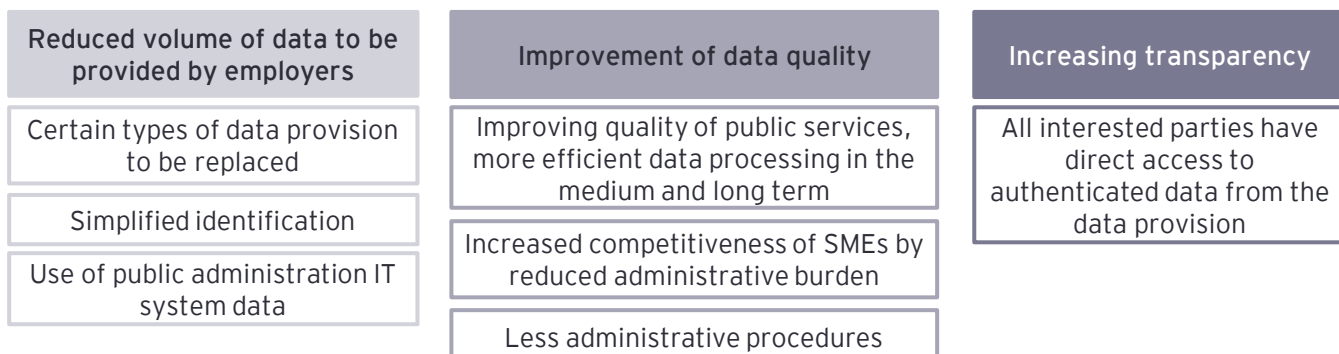 Reduced volume of data to be
provided by employers
Certain types of data provision
to be replaced
Simplified identification
Use of public administration IT
system data
Improvement of data quality
Improving quality of public services,
more efficient data processing in the
medium and long term
Increased competitiveness of SMEs by
reduced administrative burden
Less administrative procedures
Increasing transparency
All interested parties have
direct access to
authenticated data from the
data provision